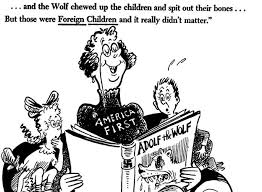 ... and the Wolf chewed up the children and spit out their bones ...
But those were Foreign Children and it really didn't matter."
AMERICA
FIRST
ADOLF the WOLF